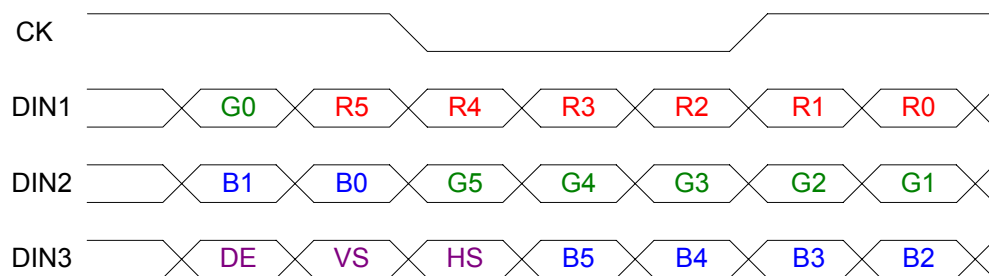 CK
DIN1 G0 R5 R4 R3 R2 R1 R0
DIN2 B1 B0 G5 G4 G3 G2 G1
DIN3 DE VS HS B5 B4 B3 B2